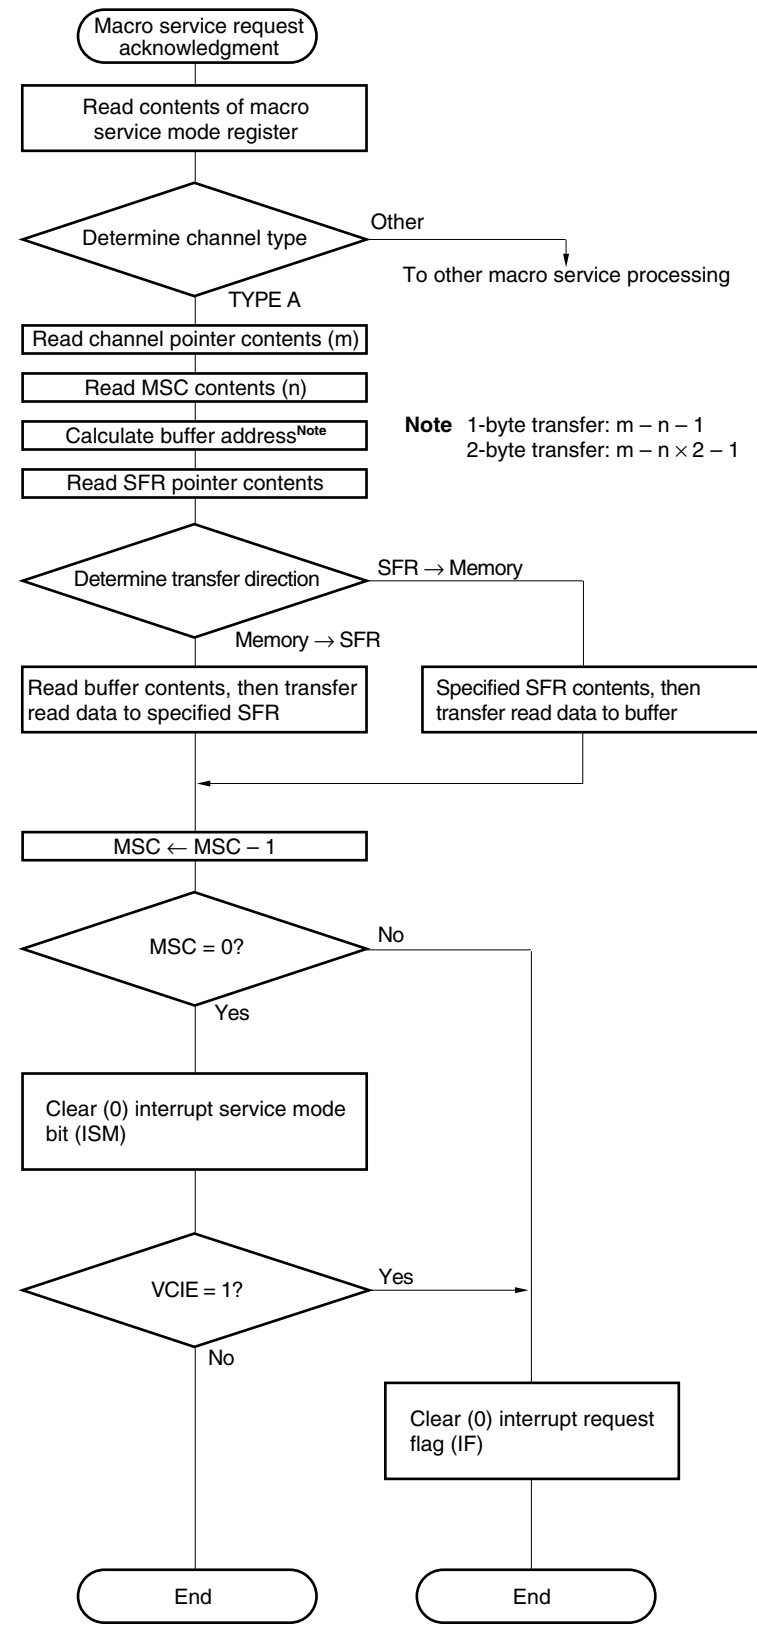 Macro service request
acknowledgment
Read contents of macro
service mode register
Determine channel type
Other
To other macro service processing
TYPE A
Read channel pointer contents (m)
Read MSC contents (n)
Calculate buffer addressNote
Note 1-byte transfer: m – n – 1
2-byte transfer: m – n × 2 – 1
Read SFR pointer contents
Determine transfer direction
SFR → Memory
Memory → SFR
Read buffer contents, then transfer
read data to specified SFR
Specified SFR contents, then
transfer read data to buffer
MSC ← MSC – 1
MSC = 0?
No
Yes
Clear (0) interrupt service mode
bit (ISM)
VCIE = 1?
Yes
No
Clear (0) interrupt request
flag (IF)
End
End